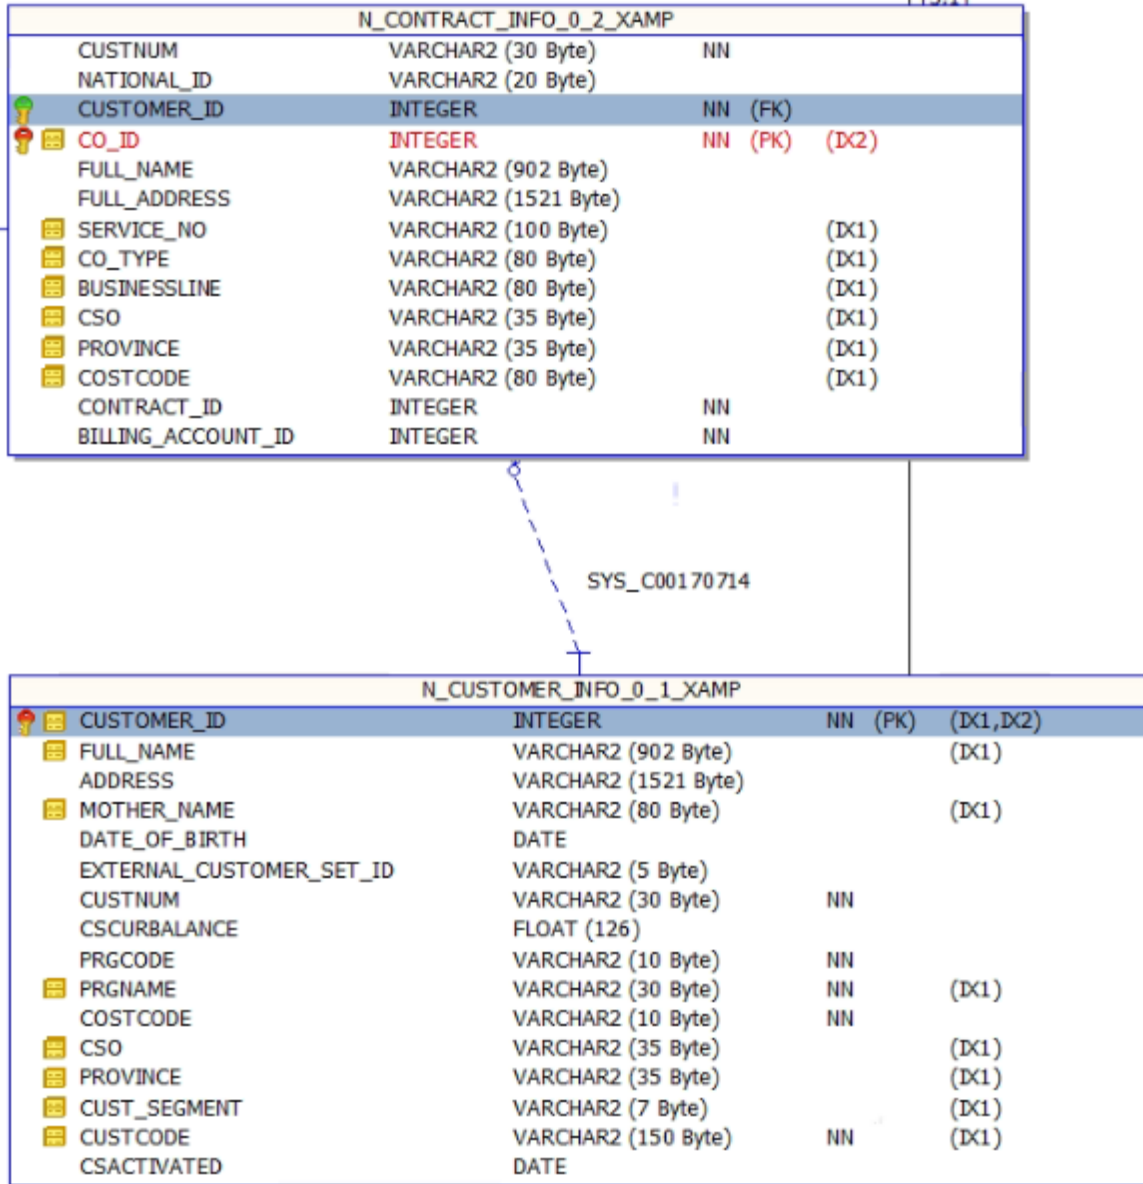 N_CONTRACT_INFO_0_2_XAMP
CUSTNUM VARCHAR2 (30 Byte) NN
NATIONAL_ID VARCHAR2 (20 Byte)
CUSTOMER_ID INTEGER NN (FK)
CO_ID INTEGER NN (PK) (IX2)
FULL_NAME VARCHAR2 (902 Byte)
FULL_ADDRESS VARCHAR2 (1521 Byte)
SERVICE_NO VARCHAR2 (100 Byte) (IX1)
CO_TYPE VARCHAR2 (80 Byte) (IX1)
BUSINESSLINE VARCHAR2 (80 Byte) (IX1)
CSO VARCHAR2 (35 Byte) (IX1)
PROVINCE VARCHAR2 (35 Byte) (IX1)
COSTCODE VARCHAR2 (80 Byte) (IX1)
CONTRACT_ID INTEGER NN
BILLING_ACCOUNT_ID INTEGER NN
SYS_C00170714
N_CUSTOMER_INFO_0_1_XAMP
CUSTOMER_ID INTEGER NN (PK) (IX1,IX2)
FULL_NAME VARCHAR2 (902 Byte) (IX1)
ADDRESS VARCHAR2 (1521 Byte)
MOTHER_NAME VARCHAR2 (80 Byte) (IX1)
DATE_OF_BIRTH DATE
EXTERNAL_CUSTOMER_SET_ID VARCHAR2 (5 Byte)
CUSTNUM VARCHAR2 (30 Byte) NN
CSCURBALANCE FLOAT (126)
PRGCODE VARCHAR2 (10 Byte) NN
PRGNAME VARCHAR2 (30 Byte) NN (IX1)
COSTCODE VARCHAR2 (10 Byte) NN
CSO VARCHAR2 (35 Byte) (IX1)
PROVINCE VARCHAR2 (35 Byte) (IX1)
CUST_SEGMENT VARCHAR2 (7 Byte) (IX1)
CUSTCODE VARCHAR2 (150 Byte) NN (IX1)
CSACTIVATED DATE